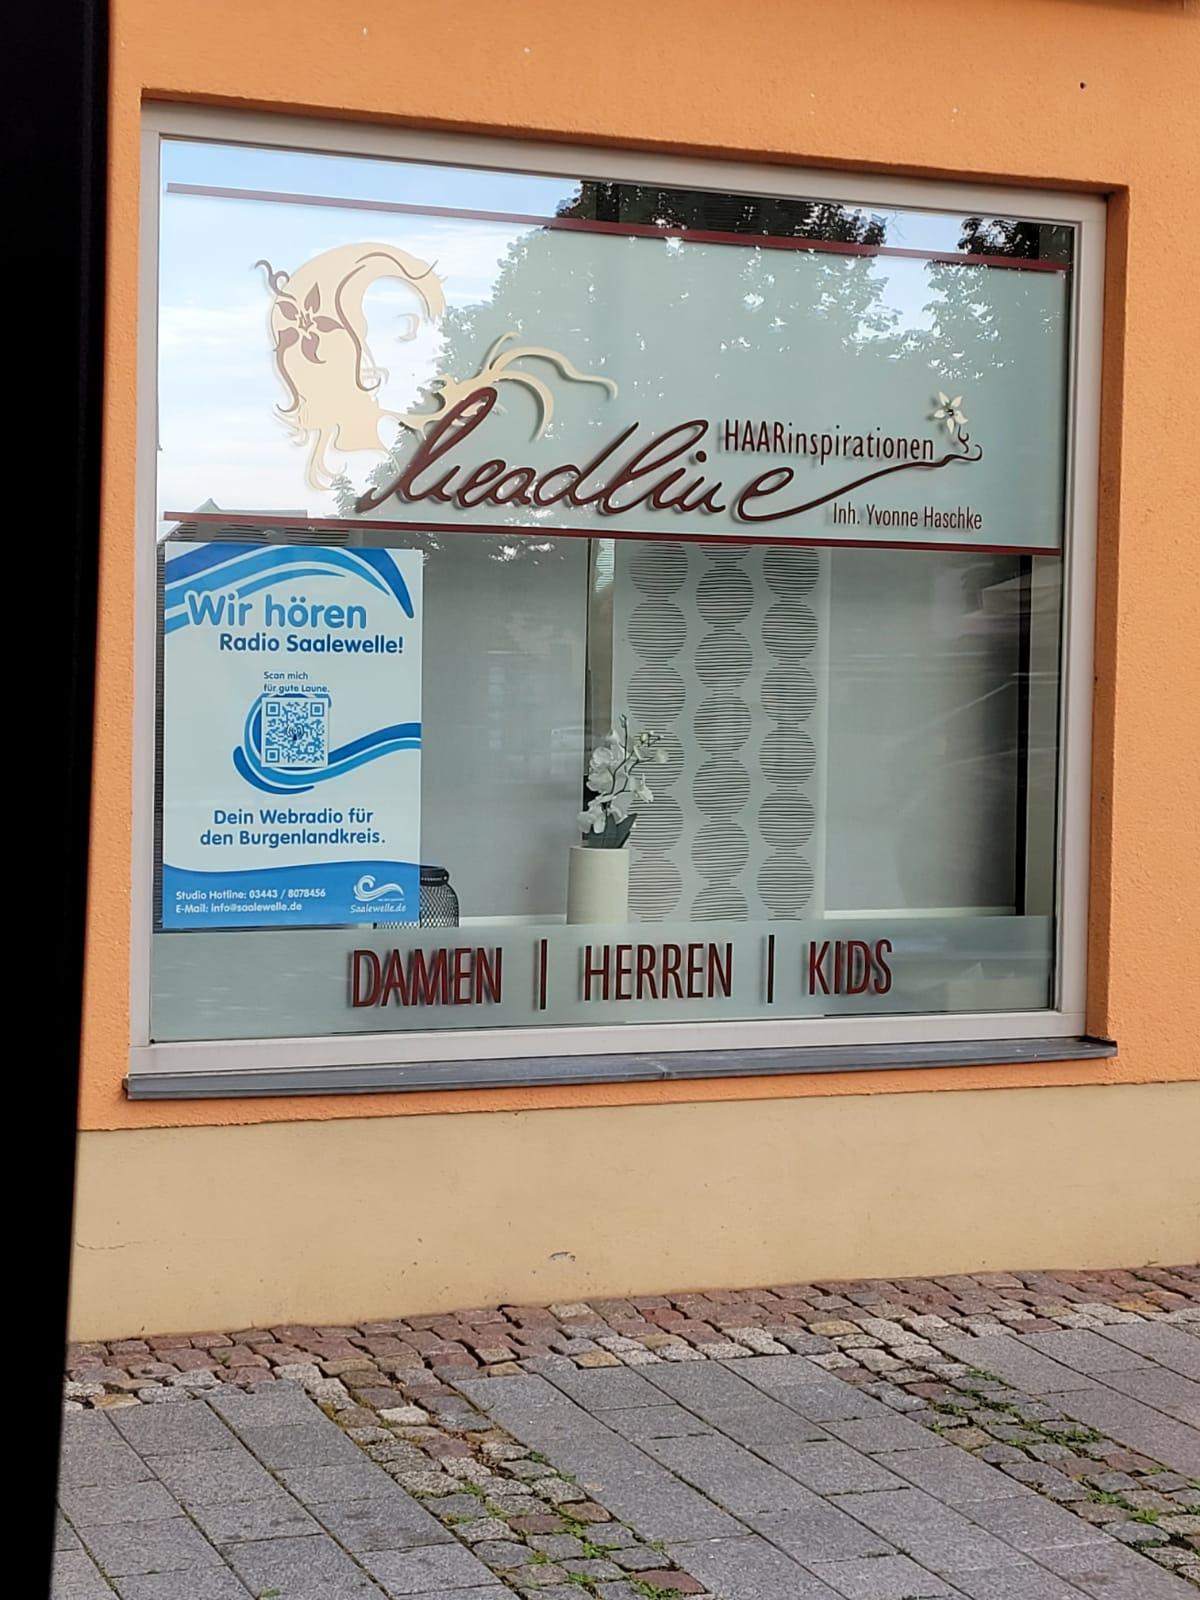 headline
HAARinspirationen
Inh. Yvonne Haschke
Wir hören
Radio Saalewelle!
Scan mich
für gute Laune.
Dein Webradio für
den Burgenlandkreis.
Studio Hotline: 03443 / 8078456
E-Mail: info@saalewelle.de
Saalewelle.de
DAMEN | HERREN | KIDS